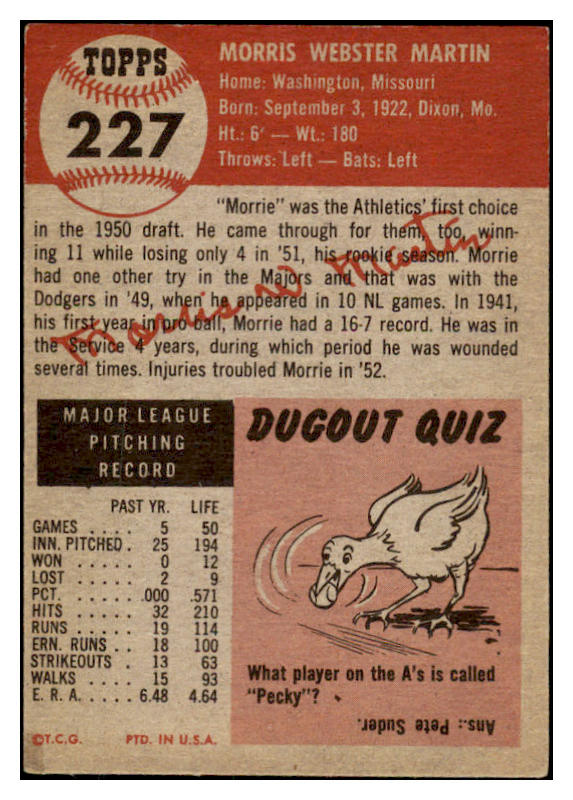 TOPPS
227
MORRIS WEBSTER MARTIN
Home: Washington, Missouri
Born: September 3, 1922, Dixon, Mo.
Ht.: 6' — Wt.: 180
Throws: Left — Bats: Left
"Morrie" was the Athletics' first choice
in the 1950 draft. He came through for them, too, winn-
ing 11 while losing only 4 in '51, his rookie season. Morrie
had one other try in the Majors and that was with the
Dodgers in '49, when he appeared in 10 NL games. In 1941,
his first year in pro ball, Morrie had a 16-7 record. He was in
the Service 4 years, during which period he was wounded
several times. Injuries troubled Morrie in '52.
Morris W Martin
MAJOR LEAGUE
PITCHING
RECORD
PAST YR. LIFE
GAMES . . . . 5 50
INN. PITCHED . 25 194
WON . . . . . 0 12
LOST . . . . . 2 9
PCT. . . . . . .000 .571
HITS . . . . . 32 210
RUNS . . . . . 19 114
ERN. RUNS . . 18 100
STRIKEOUTS . 13 63
WALKS . . . . 15 93
E. R. A. . . . . . 6.48 4.64
©T.C.G. PTD. IN U.S.A.
DUGOUT QUIZ
What player on the A's is called
"Pecky"?
Ans.: Pete Suder.